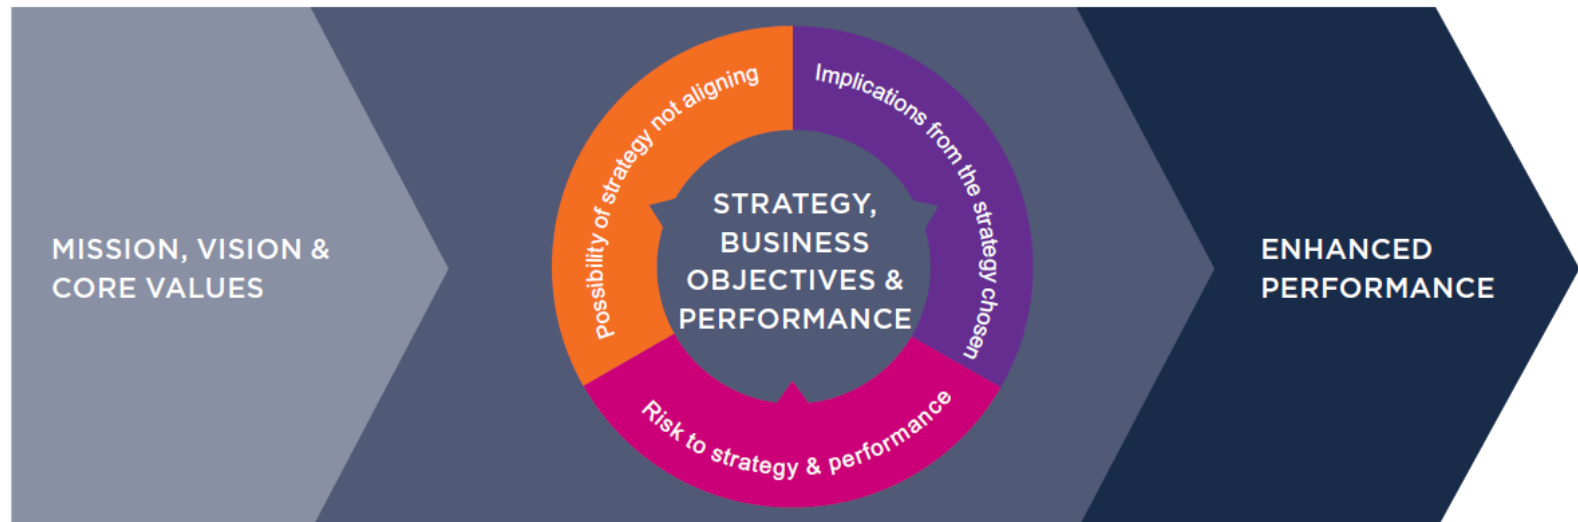 MISSION, VISION &
CORE VALUES
Possibility of strategy not aligning
Implications from the strategy chosen
Risk to strategy & performance
STRATEGY,
BUSINESS
OBJECTIVES &
PERFORMANCE
ENHANCED
PERFORMANCE